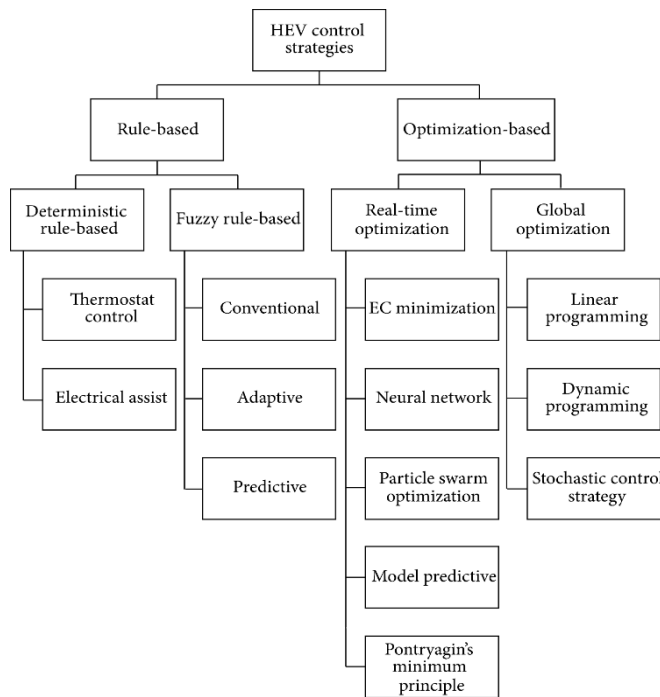 HEV control
strategies
Rule-based
Optimization-based
Deterministic
rule-based
Fuzzy rule-based
Real-time
optimization
Global
optimization
Thermostat
control
Conventional
EC minimization
Linear
programming
Electrical assist
Adaptive
Neural network
Dynamic
programming
Predictive
Particle swarm
optimization
Stochastic control
strategy
Model predictive
Pontryagin's
minimum
principle